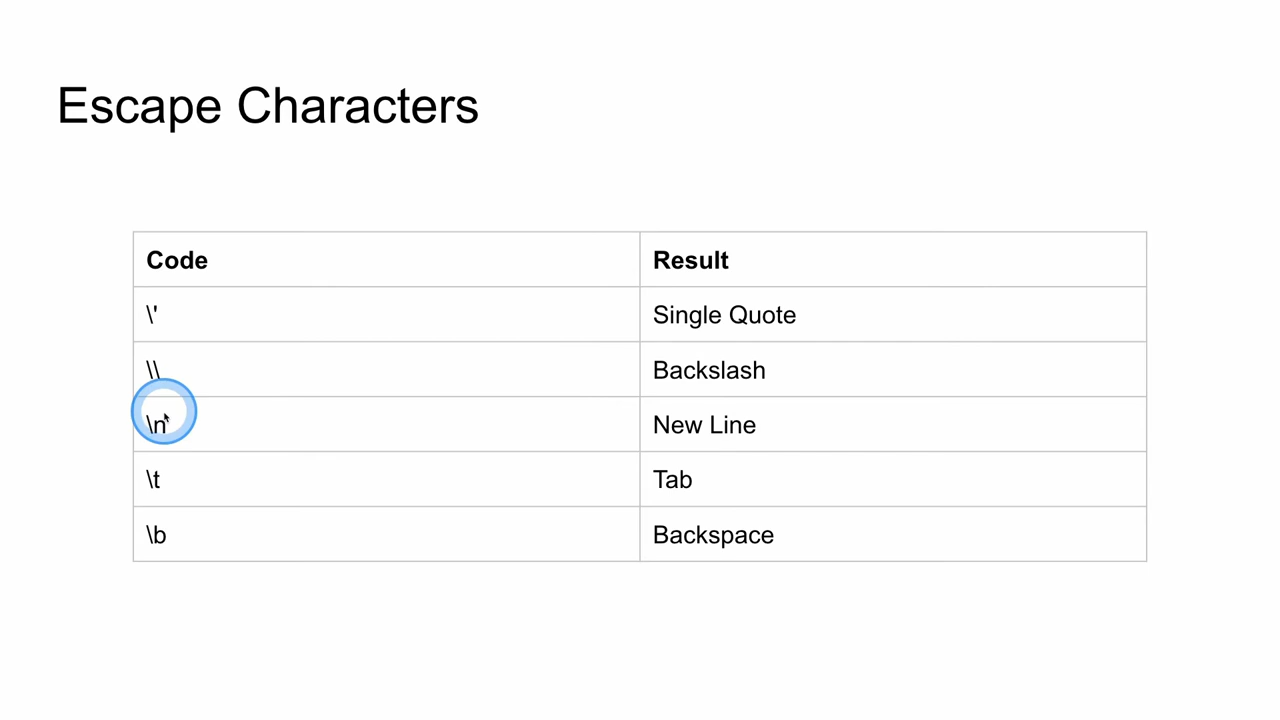 Escape Characters
Code Result
\' Single Quote
\\ Backslash
\n New Line
\t Tab
\b Backspace